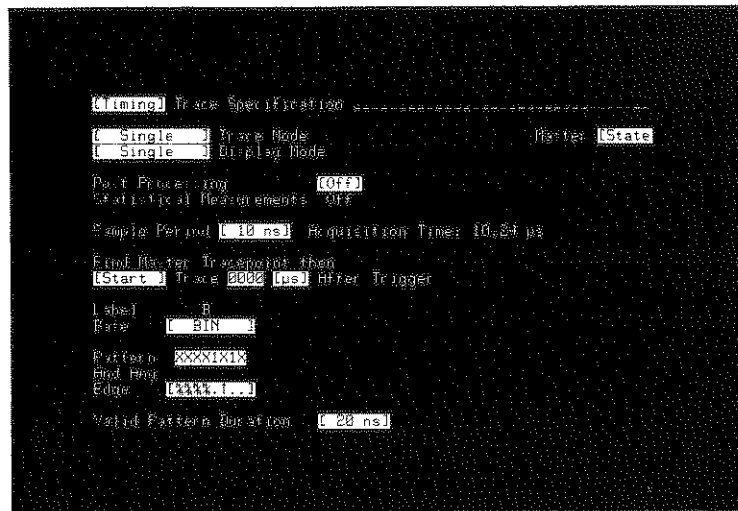 [Timing] Trace Specification
[ Single ] Trace Mode Master [State
[ Single ] Display Mode
Post Processing [Off]
Statistical Measurements Off
Sample Period [ 10 ns] Acquisition Time: 10.24 µs
Find Master Tracepoint then
[Start ] Trace 0000 [µs] After Trigger
Label B
Base [ BIN ]
Pattern XXXX1X1X
And Any
Edge
Valid Pattern Duration [ 20 ns]